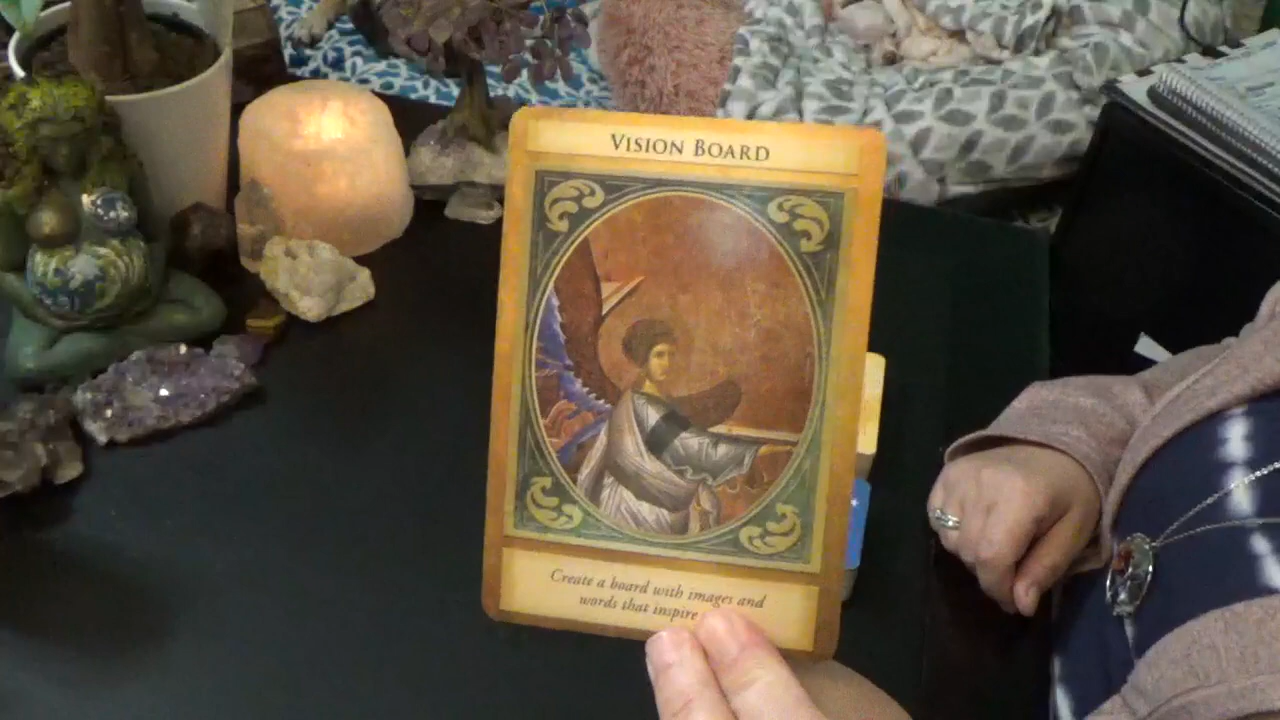 VISION BOARD
Create a board with images and
words that inspire